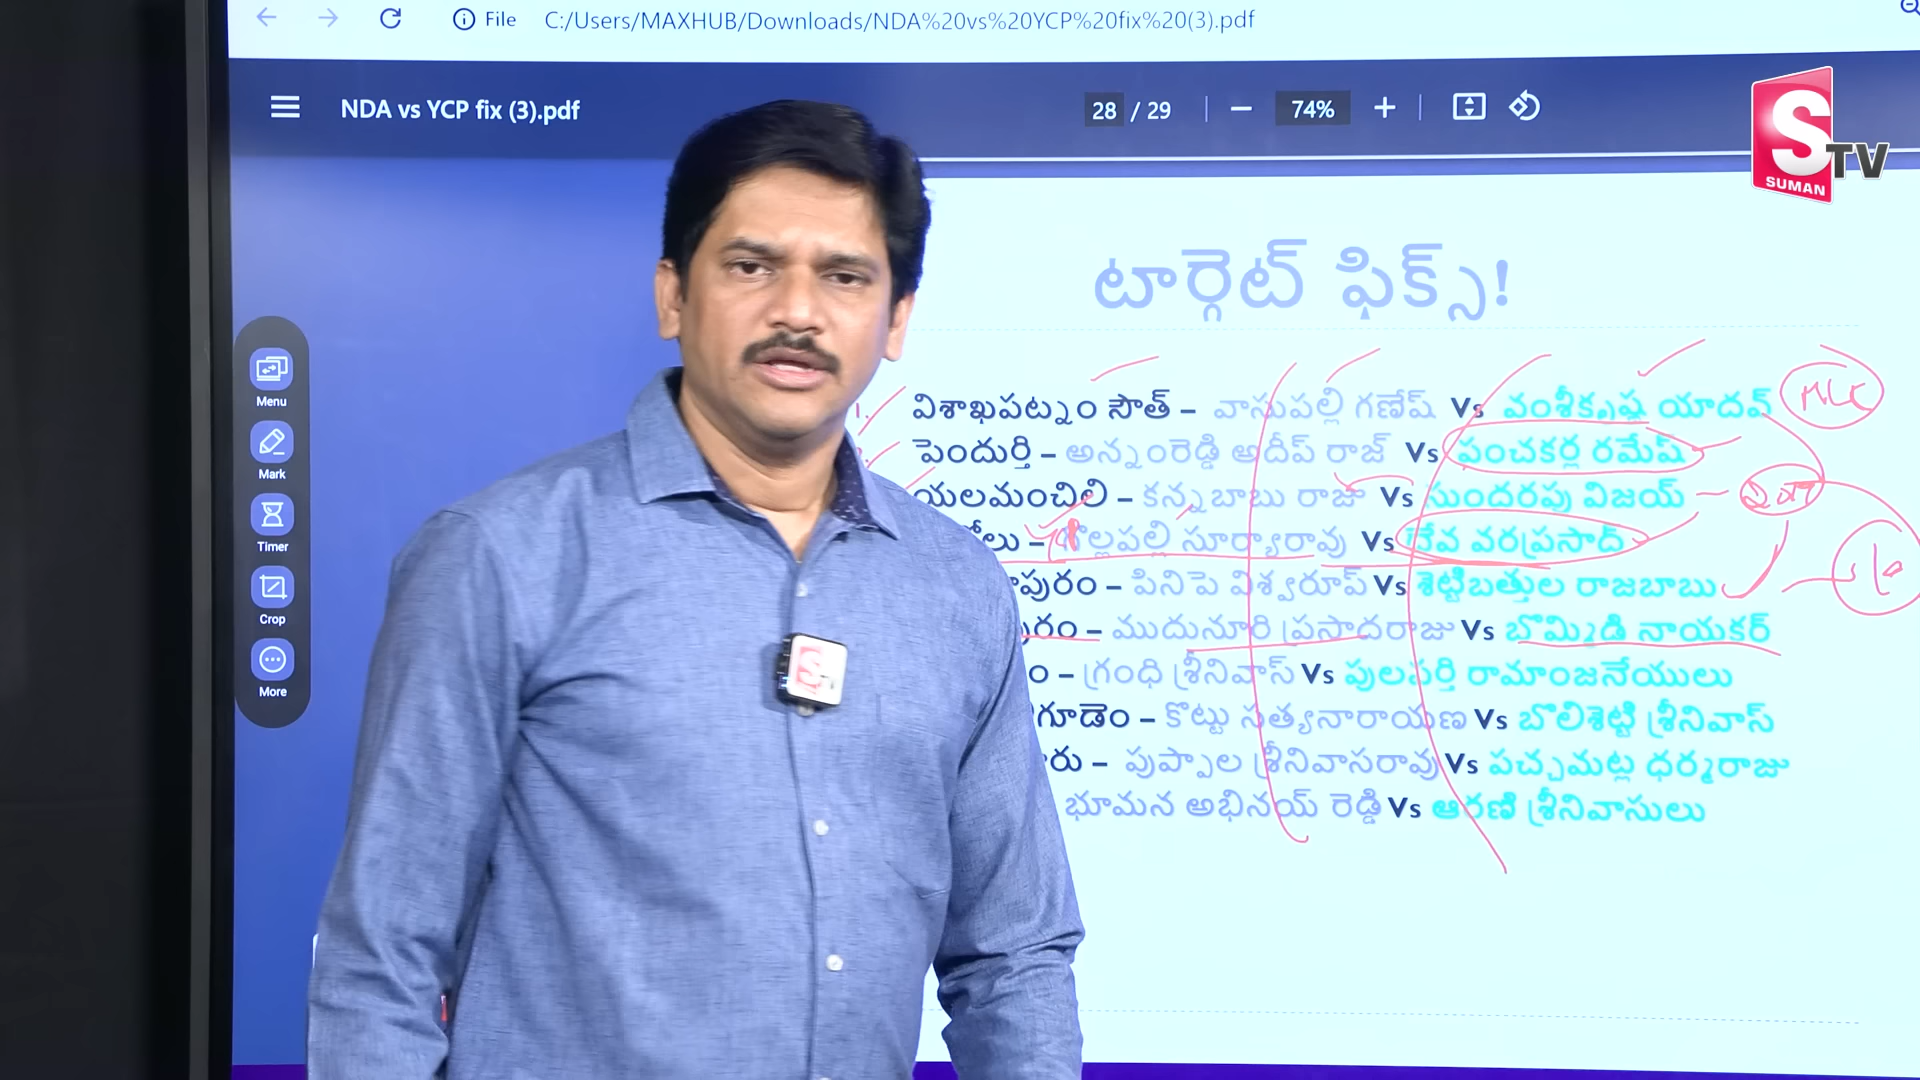 File C:/Users/MAXHUB/Downloads/NDA%20vs%20YCP%20fix%20(3).pdf
NDA vs YCP fix (3).pdf
28 / 29
74%
S TV
SUMAN
టార్గెట్ ఫిక్స్!
1. విశాఖపట్నం సౌత్ – వాసుపల్లి గణేష్ Vs వంశీకృష్ణ యాదవ్
MLC
పెందుర్తి – అన్నంరెడ్డి అదీప్ రాజ్ Vs పంచకర్ల రమేష్
యలమంచిలి – కన్నబాబు రాజు Vs సుందరపు విజయ్
గొల్లపల్లి సూర్యారావు Vs దేవ వరప్రసాద్
పినిపె విశ్వరూప్ Vs శెట్టిబత్తుల రాజబాబు
ముదునూరి ప్రసాదరాజు Vs బొమ్మిడి నాయకర్
గ్రంధి శ్రీనివాస్ Vs పులపర్తి రామాంజనేయులు
గూడెం – కొట్టు సత్యనారాయణ Vs బొలిశెట్టి శ్రీనివాస్
పుప్పాల శ్రీనివాసరావు Vs పచ్చమట్ల ధర్మరాజు
భూమన అభినయ్ రెడ్డి Vs ఆరణి శ్రీనివాసులు
Menu
Mark
Timer
Crop
More